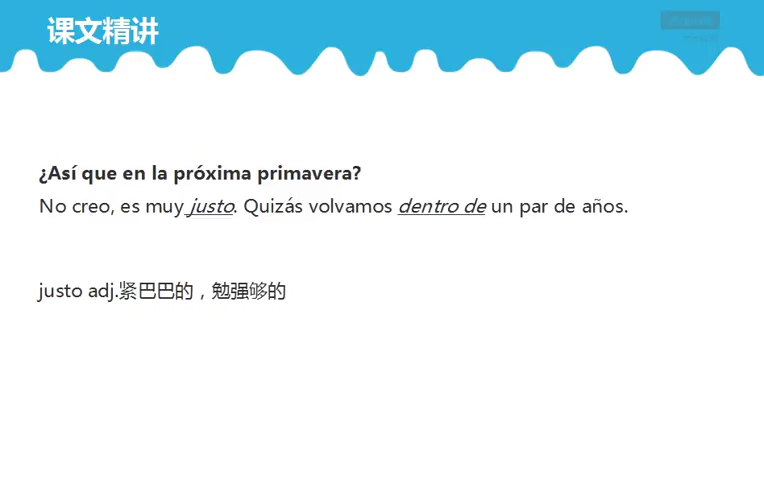 课文精讲
¿Así que en la próxima primavera?
No creo, es muy justo. Quizás volvamos dentro de un par de años.
justo adj.紧巴巴的，勉强够的